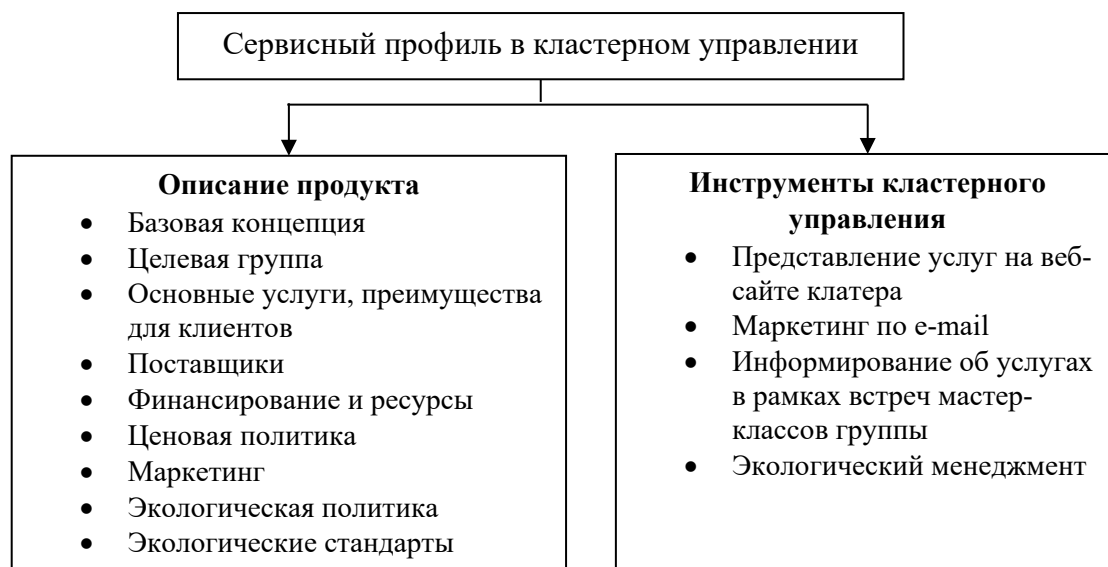 Сервисный профиль в кластерном управлении
Описание продукта
• Базовая концепция
• Целевая группа
• Основные услуги, преимущества
для клиентов
• Поставщики
• Финансирование и ресурсы
• Ценовая политика
• Маркетинг
• Экологическая политика
• Экологические стандарты
Инструменты кластерного
управления
• Представление услуг на веб-
сайте клатера
• Маркетинг по e-mail
• Информирование об услугах
в рамках встреч мастер-
классов группы
• Экологический менеджмент